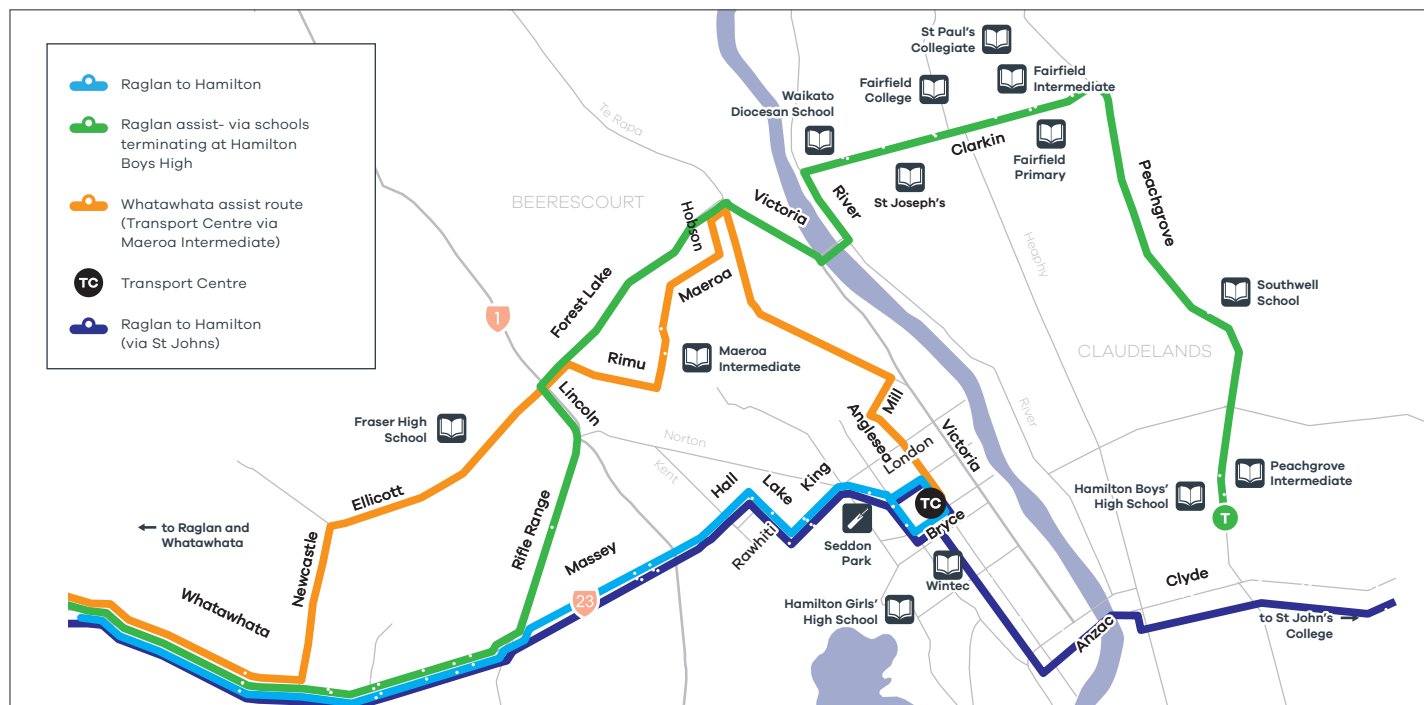 Raglan to Hamilton
Raglan assist- via schools
terminating at Hamilton
Boys High
Whatawhata assist route
(Transport Centre via
Maeroa Intermediate)
TC
Transport Centre
Raglan to Hamilton
(via St Johns)
St Paul's
Collegiate
Fairfield
College
Fairfield
Intermediate
Waikato
Diocesan School
Te Rapa
Clarkin
Fairfield
Primary
St Joseph's
Peachgrove
BEERESCOURT
Hobson
Victoria
River
Heaphy
Southwell
School
Maeroa
Forest Lake
1
Rimu
Maeroa
Intermediate
CLAUDELANDS
Lincoln
Fraser High
School
Norton
Kent
Mill
Anglesea
London
Victoria
River
Hall
Lake
King
TC
Bryce
Peachgrove
Intermediate
Hamilton Boys'
High School
T
Ellicott
to Raglan and
Whatawhata
Rifle Range
Rawhiti
Seddon
Park
Massey
Newcastle
Wintec
Clyde
23
Whatawhata
Hamilton Girls'
High School
Anzac
to St John's
College